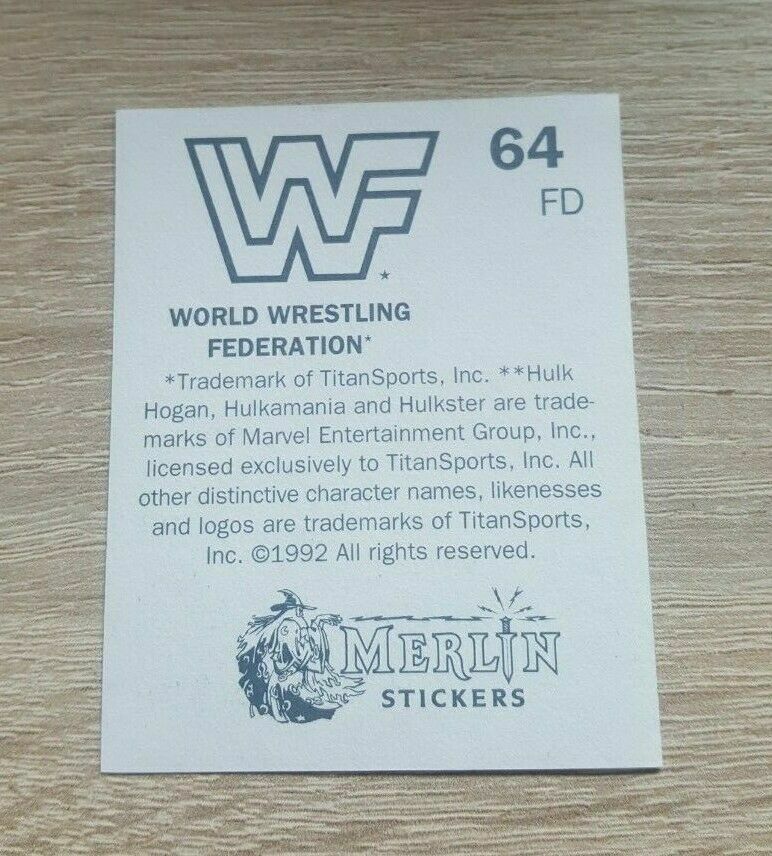 WF
64
FD
WORLD WRESTLING
FEDERATION*
*Trademark of TitanSports, Inc. **Hulk
Hogan, Hulkamania and Hulkster are trade-
marks of Marvel Entertainment Group, Inc.,
licensed exclusively to TitanSports, Inc. All
other distinctive character names, likenesses
and logos are trademarks of TitanSports,
Inc. ©1992 All rights reserved.
MERLIN
STICKERS